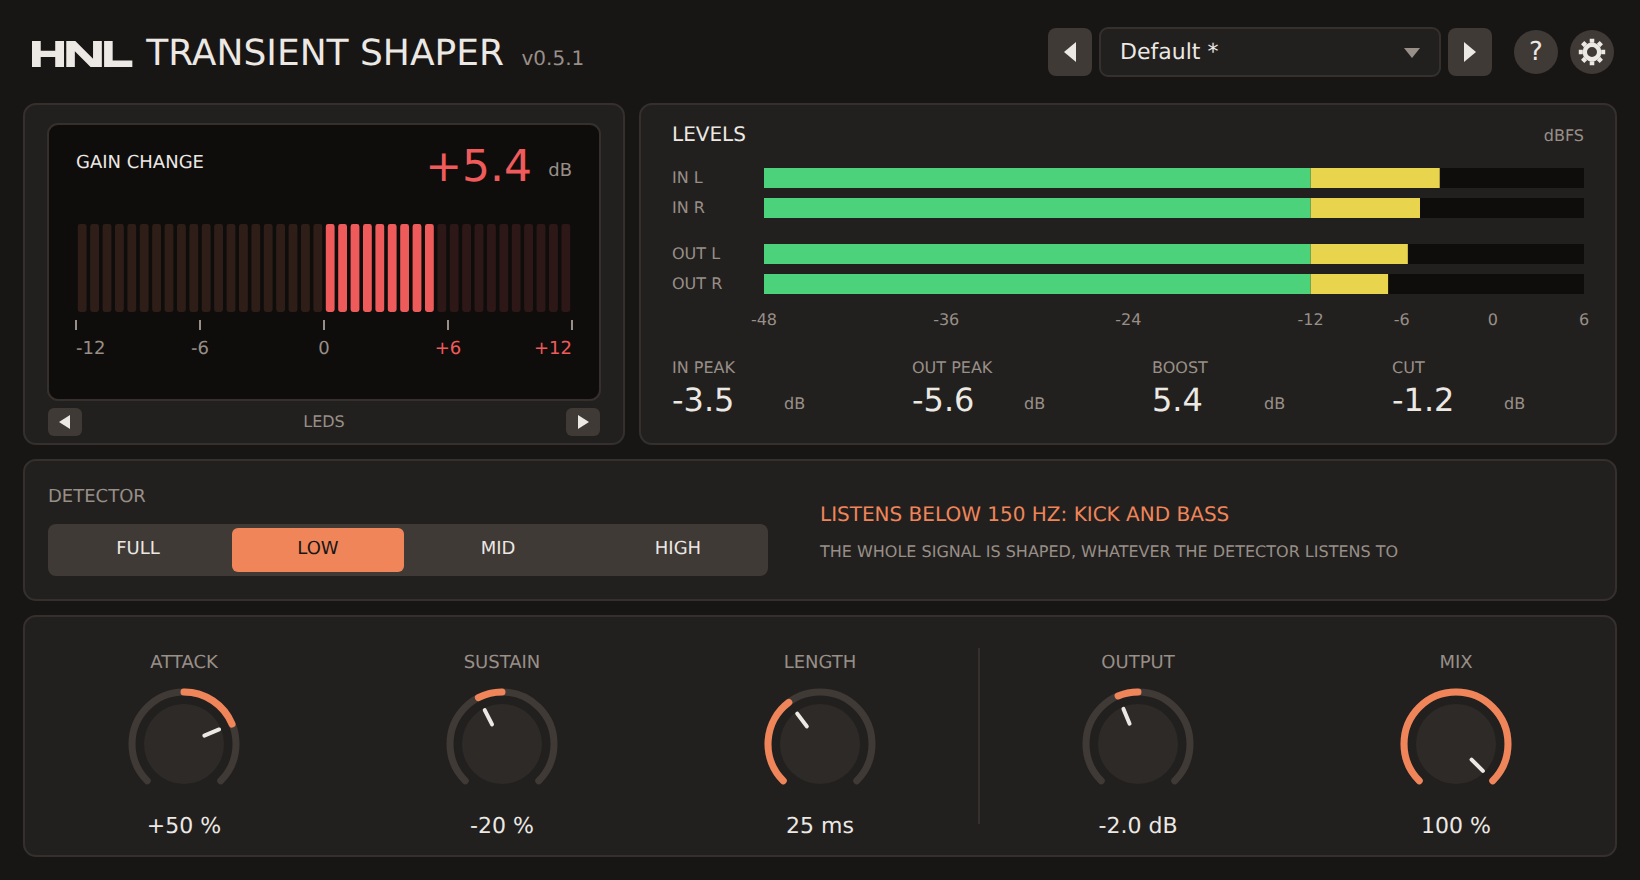 HNL TRANSIENT SHAPER v0.5.1
Default *
?
GAIN CHANGE +5.4 dB
-12 -6 0 +6 +12
LEDS
LEVELS dBFS
IN L
IN R
OUT L
OUT R
-48 -36 -24 -12 -6 0 6
IN PEAK OUT PEAK BOOST CUT
-3.5 dB -5.6 dB 5.4 dB -1.2 dB
DETECTOR
FULL LOW MID HIGH
LISTENS BELOW 150 HZ: KICK AND BASS
THE WHOLE SIGNAL IS SHAPED, WHATEVER THE DETECTOR LISTENS TO
ATTACK SUSTAIN LENGTH OUTPUT MIX
+50 % -20 % 25 ms -2.0 dB 100 %